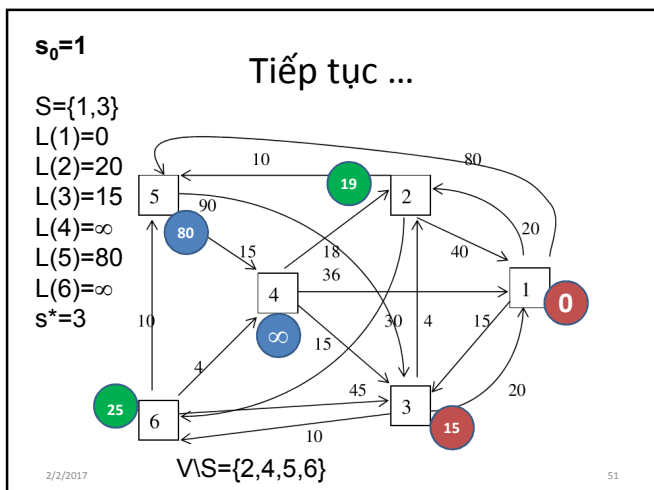 s₀=1
Tiếp tục ...
S={1,3}
L(1)=0
L(2)=20
L(3)=15
L(4)=∞
L(5)=80
L(6)=∞
s*=3
10
80
5
19
2
90
80
20
15
18
40
4
36
1
0
∞
10
15
30
4
15
4
20
45
25
6
3
15
10
V\S={2,4,5,6}
2/2/2017
51